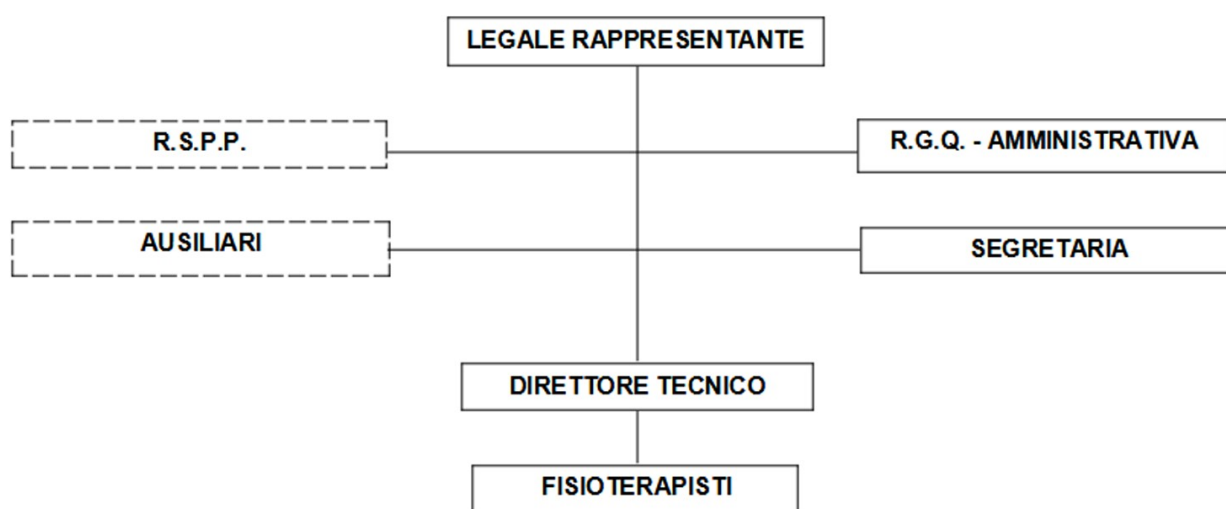 LEGALE RAPPRESENTANTE
R.S.P.P.
R.G.Q. - AMMINISTRATIVA
AUSILIARI
SEGRETARIA
DIRETTORE TECNICO
FISIOTERAPISTI